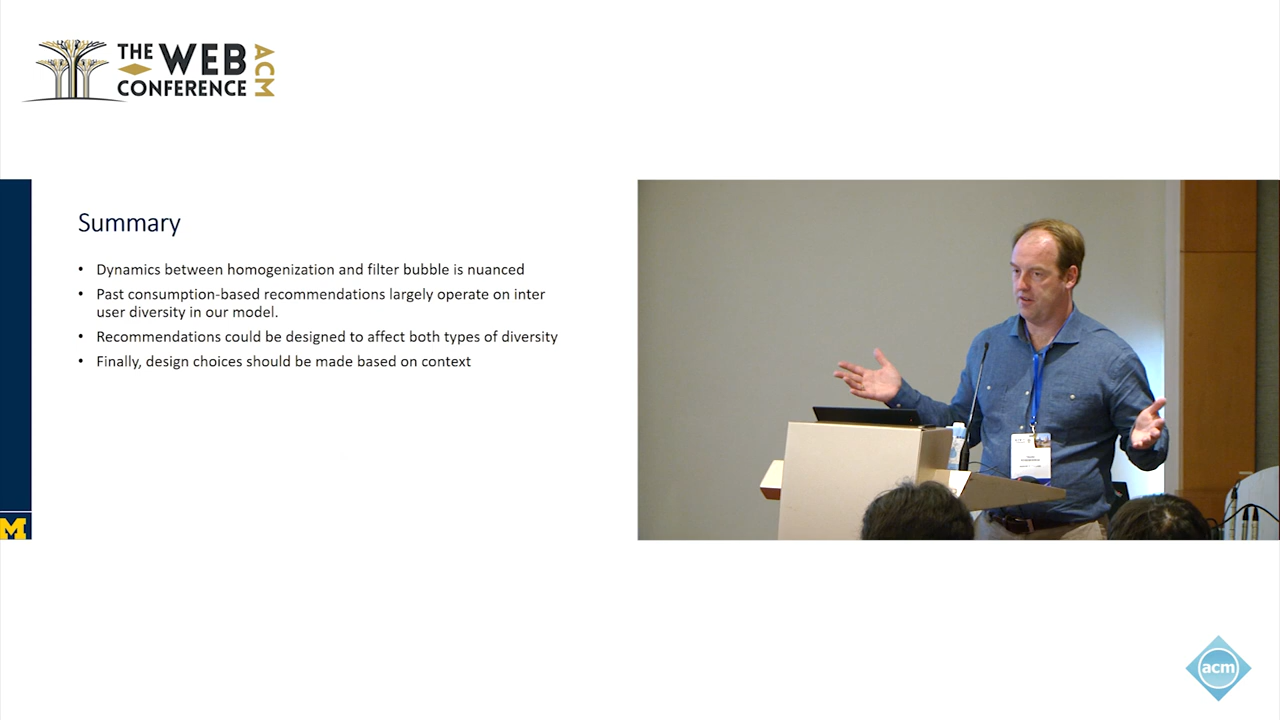 THE WEB
CONFERENCE
ACM
Summary
• Dynamics between homogenization and filter bubble is nuanced
• Past consumption-based recommendations largely operate on inter
user diversity in our model.
• Recommendations could be designed to affect both types of diversity
• Finally, design choices should be made based on context
M
acm